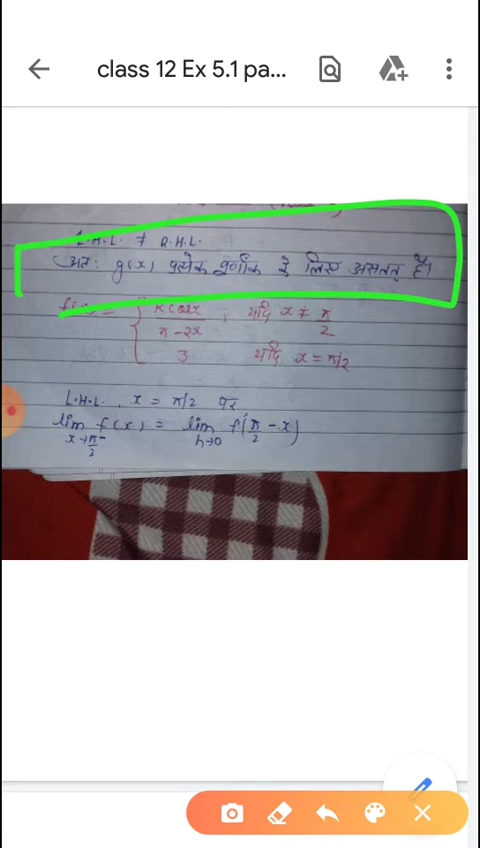 class 12 Ex 5.1 pa...
L.H.L. ≠ R.H.L.
अतः g(x) प्रत्येक पूर्णांक के लिए असतत् है।
f(x) = { kcosx / π-2x , यदि x ≠ π/2
3 यदि x = π/2
L.H.L. , x = π/2 पर
lim x→π/2⁻ f(x) = lim h→0 f(π/2 - x)